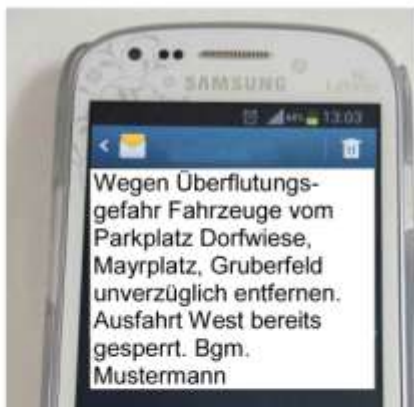 SAMSUNG
13:03
Wegen Überflutungs-
gefahr Fahrzeuge vom
Parkplatz Dorfwiese,
Mayrplatz, Gruberfeld
unverzüglich entfernen.
Ausfahrt West bereits
gesperrt. Bgm.
Mustermann